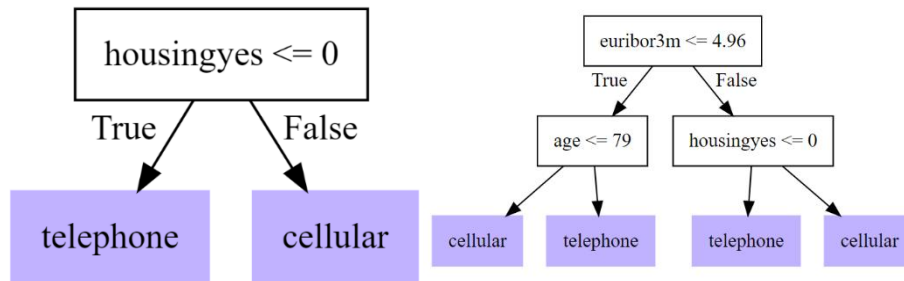 housingyes <= 0
True
False
telephone
cellular
euribor3m <= 4.96
True
False
age <= 79
housingyes <= 0
cellular
telephone
telephone
cellular